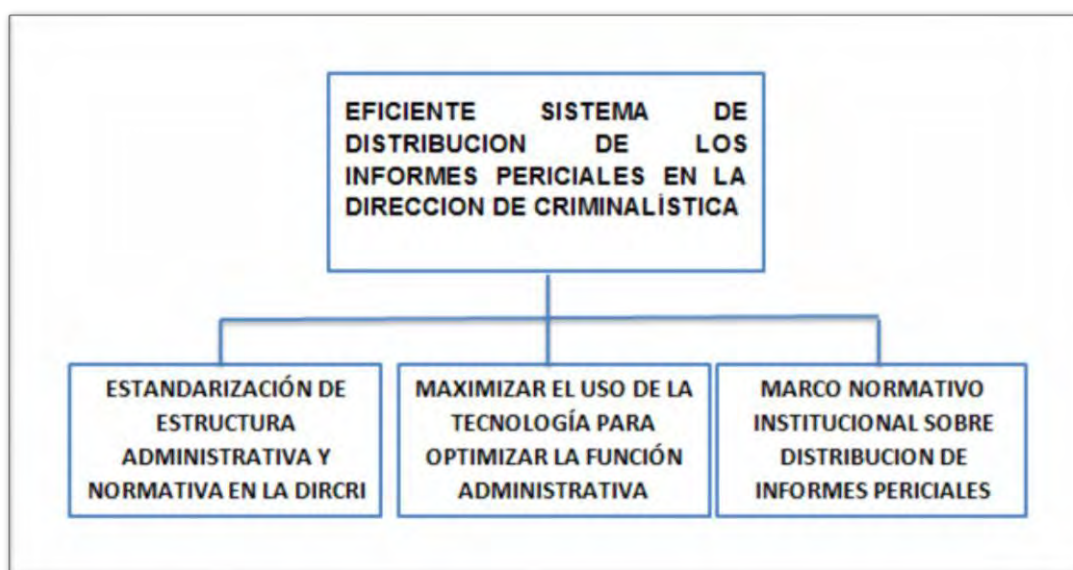 EFICIENTE SISTEMA DE
DISTRIBUCION DE LOS
INFORMES PERICIALES EN LA
DIRECCION DE CRIMINALÍSTICA
ESTANDARIZACIÓN DE
ESTRUCTURA
ADMINISTRATIVA Y
NORMATIVA EN LA DIRCRI
MAXIMIZAR EL USO DE LA
TECNOLOGÍA PARA
OPTIMIZAR LA FUNCIÓN
ADMINISTRATIVA
MARCO NORMATIVO
INSTITUCIONAL SOBRE
DISTRIBUCION DE
INFORMES PERICIALES